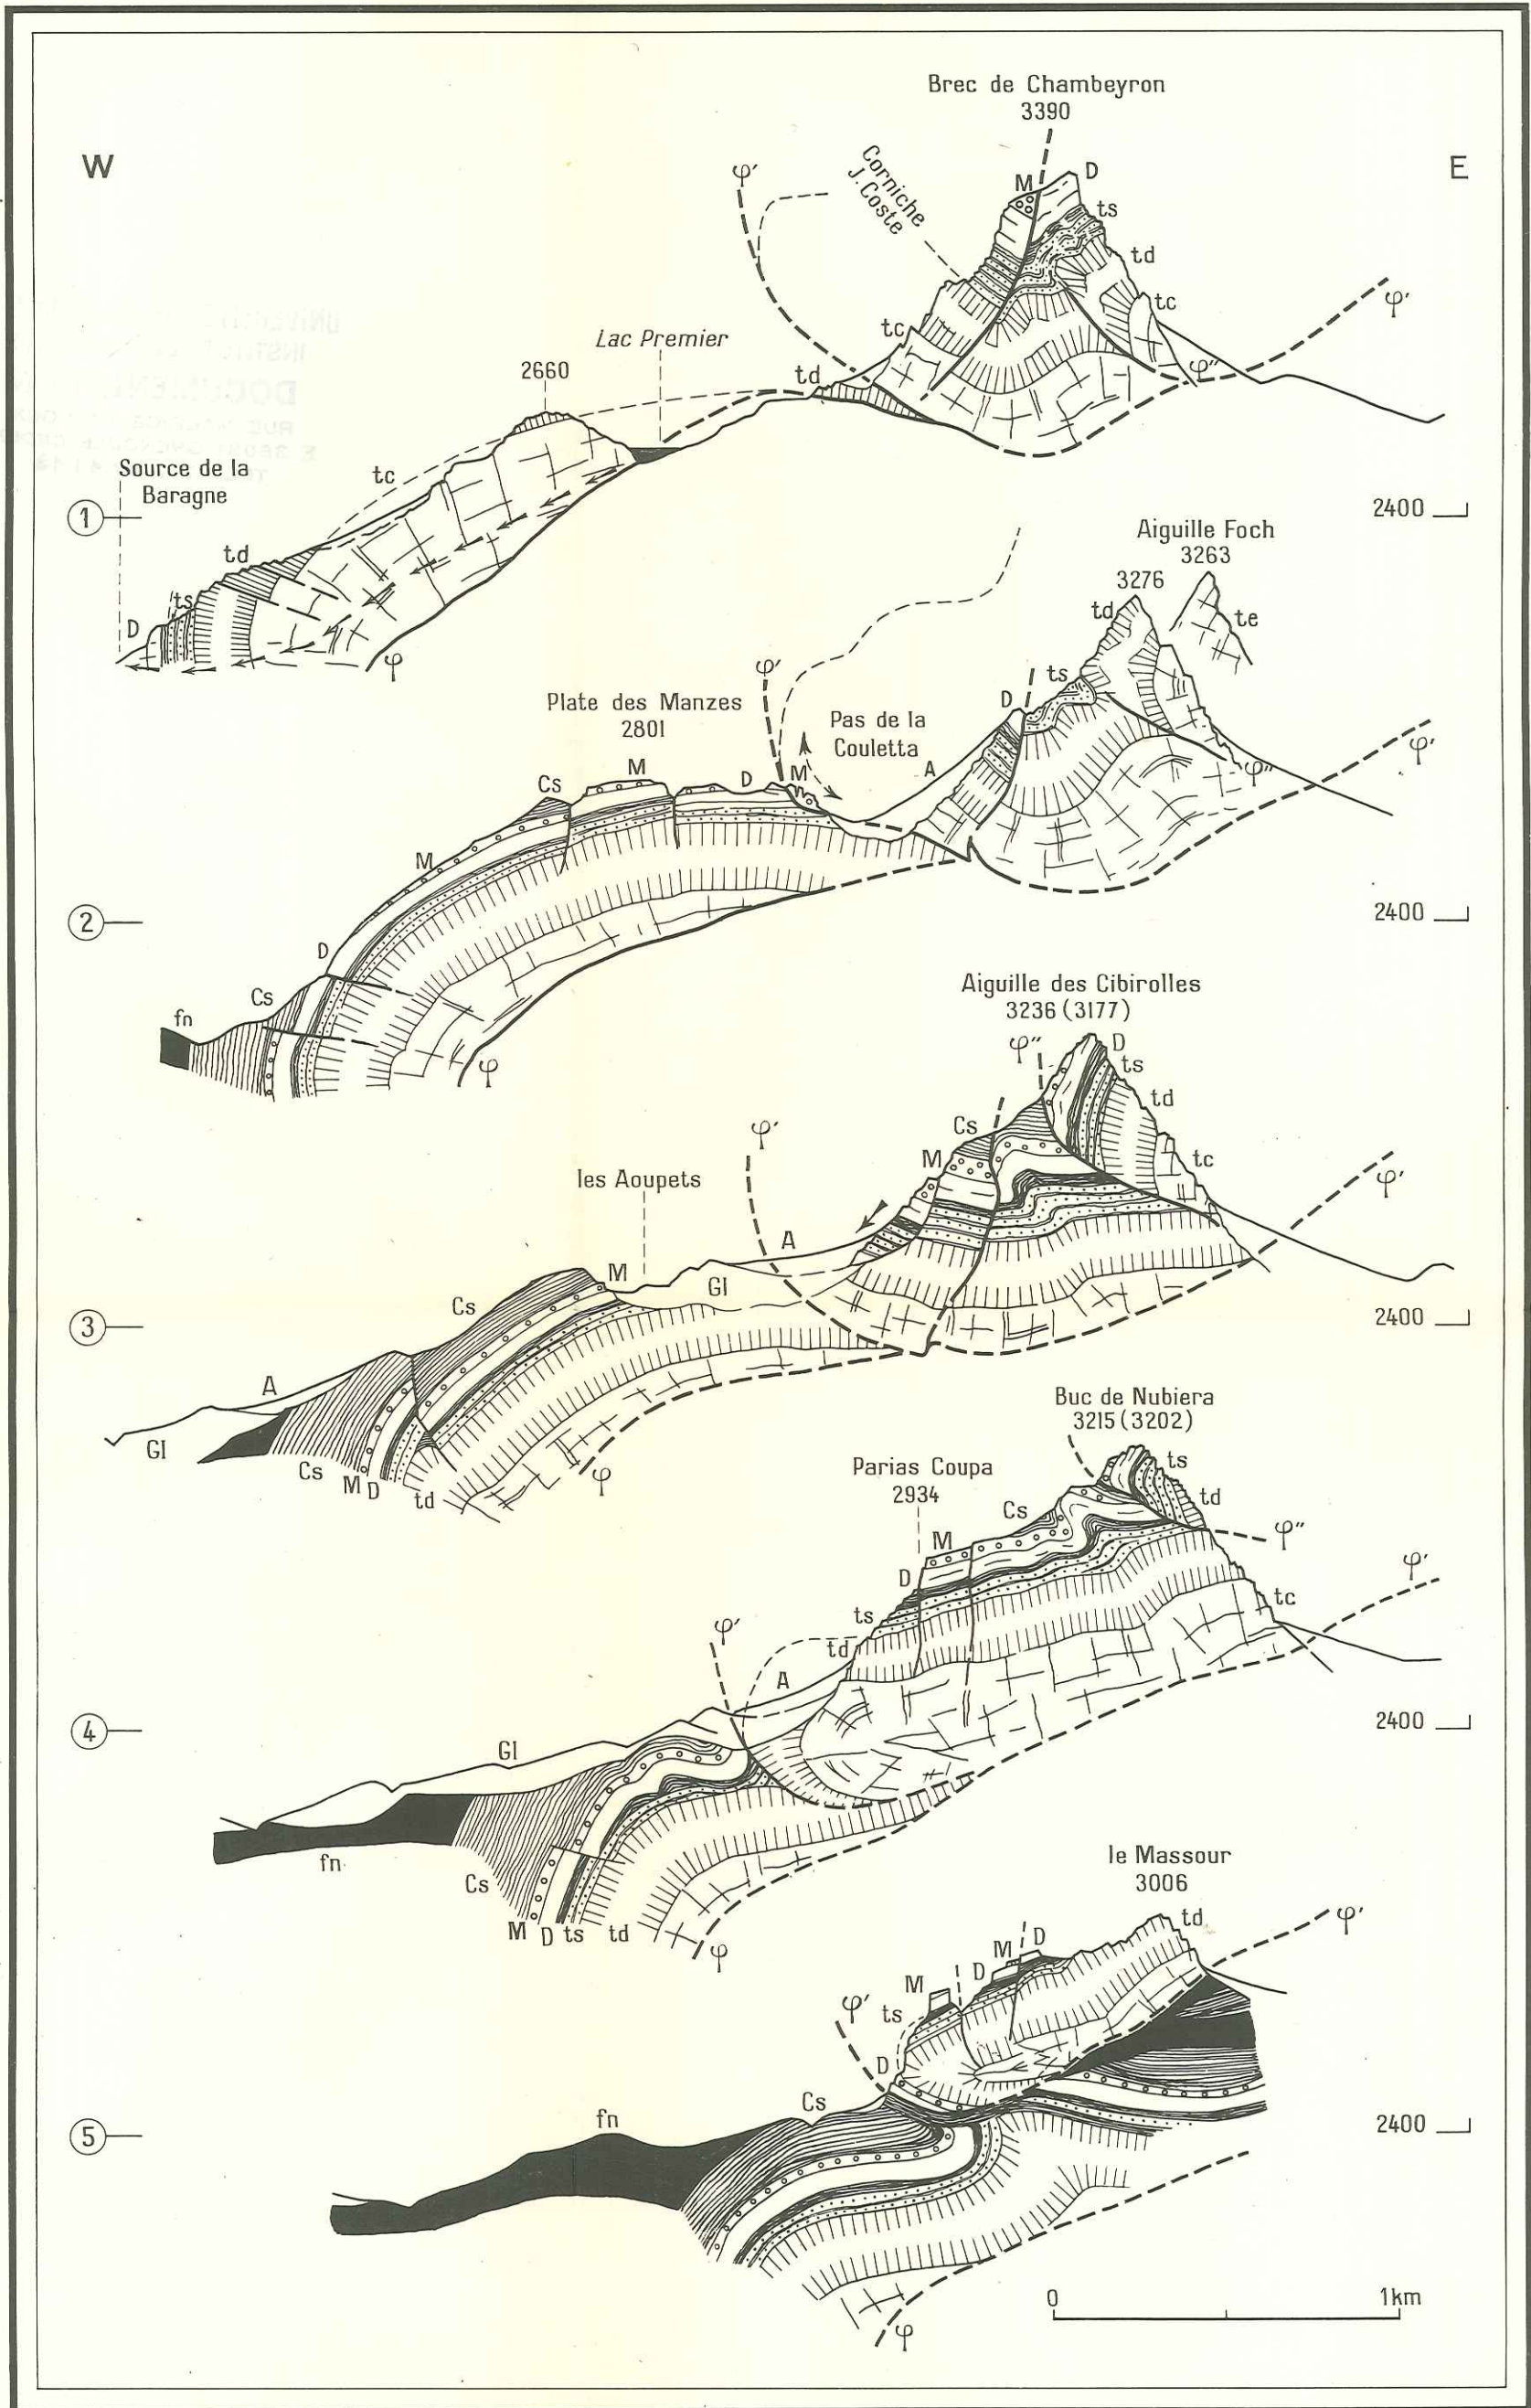 Brec de Chambeyron
3390
W
E
φ'
Corniche
J. Coste
M
D
ts
td
tc
φ'
φ"
Lac Premier
2660
td
tc
Source de la
Baragne
tc
1
2400
td
ts
D
φ
Aiguille Foch
3263
3276
td
te
φ'
Plate des Manzes
2801
Pas de la
Couletta
ts
D
A
φ"
φ'
Cs
M
D
M
M
D
2
2400
Cs
fn
φ
Aiguille des Cibirolles
3236 (3177)
φ"
D
ts
td
tc
Cs
M
φ'
φ'
les Aoupets
A
Gl
M
Cs
3
2400
A
Gl
Cs
M
D
td
φ
Buc de Nubiera
3215 (3202)
ts
td
Parias Coupa
2934
Cs
M
D
φ"
φ'
tc
ts
td
φ'
A
4
2400
Gl
fn
Cs
M
D
ts
td
φ
le Massour
3006
td
φ'
M
D
D
M
ts
φ'
D
Cs
fn
5
2400
φ
0
1km